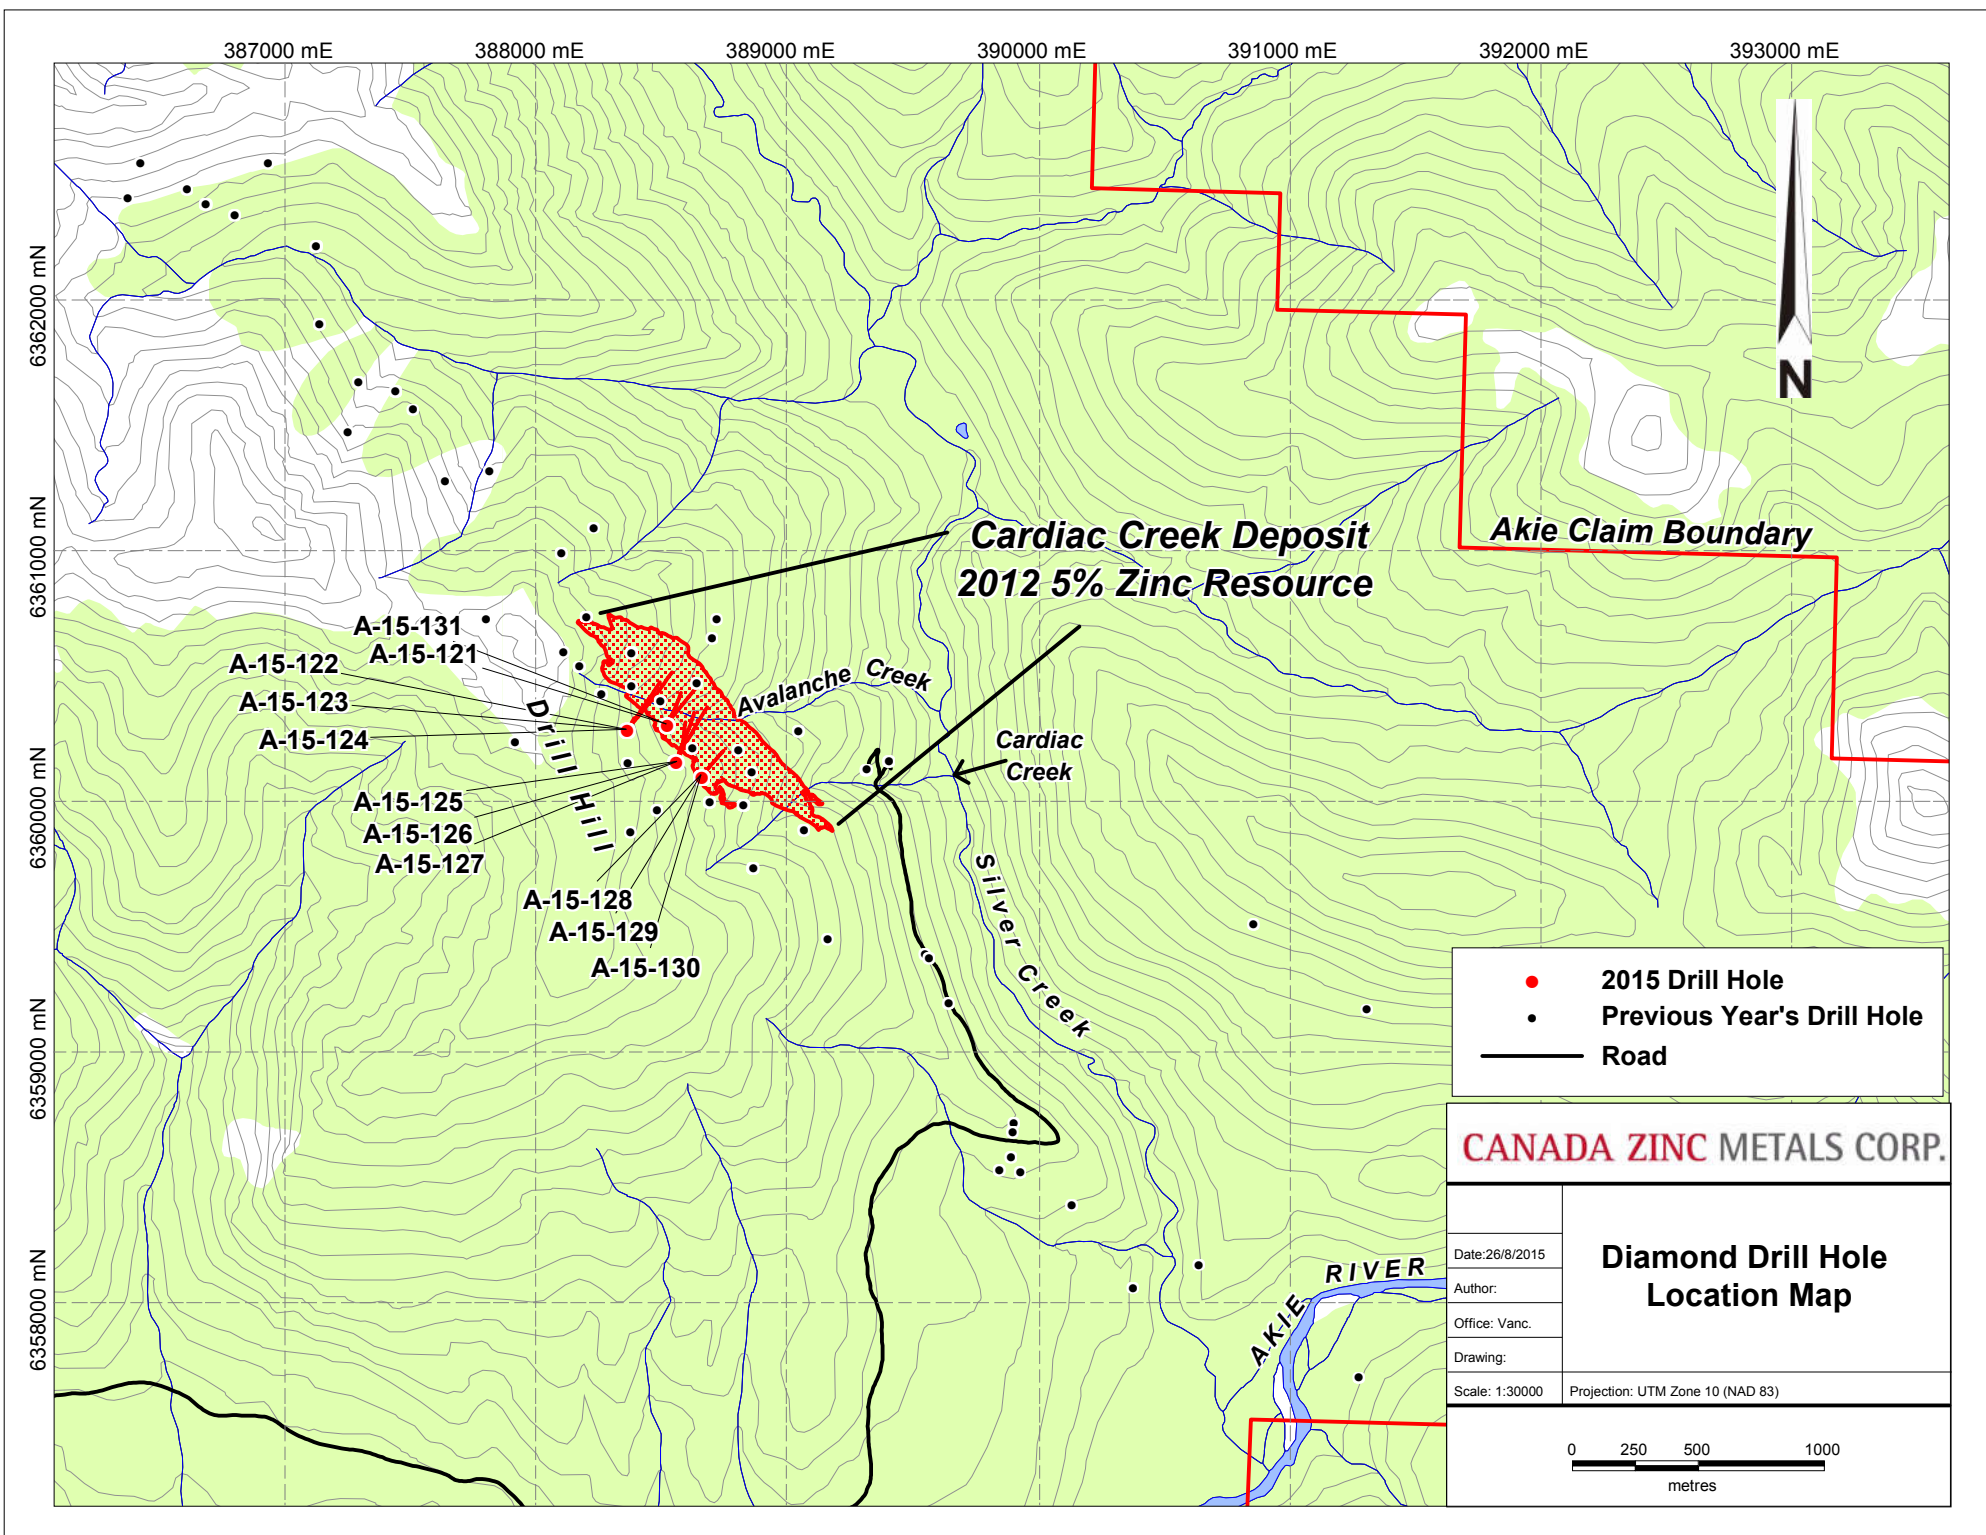 387000 mE 388000 mE 389000 mE 390000 mE 391000 mE 392000 mE 393000 mE
6362000 mN
6361000 mN
6360000 mN
6359000 mN
6358000 mN
N
Cardiac Creek Deposit
2012 5% Zinc Resource
Akie Claim Boundary
A-15-131
A-15-121
A-15-122
A-15-123
A-15-124
A-15-125
A-15-126
A-15-127
A-15-128
A-15-129
A-15-130
Drill Hill
Avalanche Creek
Cardiac
Creek
Silver Creek
AKIE RIVER
2015 Drill Hole
Previous Year's Drill Hole
Road
CANADA ZINC METALS CORP.
Diamond Drill Hole
Location Map
Date:26/8/2015
Author:
Office: Vanc.
Drawing:
Scale: 1:30000
Projection: UTM Zone 10 (NAD 83)
0 250 500 1000
metres